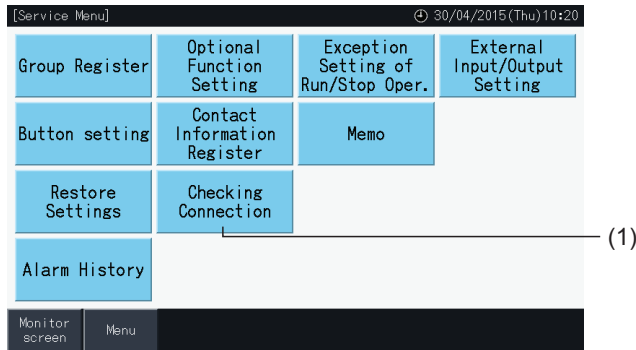 [Service Menu] 30/04/2015(Thu)10:20
Group Register
Optional
Function
Setting
Exception
Setting of
Run/Stop Oper.
External
Input/Output
Setting
Button setting
Contact
Information
Register
Memo
Restore
Settings
Checking
Connection
(1)
Alarm History
Monitor
screen
Menu